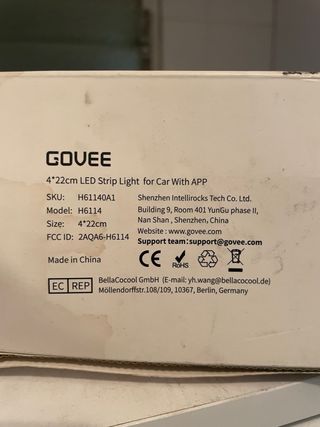 GOVEE
4*22cm LED Strip Light for Car With APP
SKU: H61140A1
Model: H6114
Size: 4*22cm
FCC ID: 2AQA6-H6114
Shenzhen Intellirocks Tech Co. Ltd.
Building 9, Room 401 YunGu phase II,
Nan Shan , Shenzhen, China
Website : www.govee.com
Support team : support@govee.com
Made in China
CE
RoHS
EC REP
BellaCocool GmbH (E-mail: yh.wang@bellacocool.de)
Möllendorffstr.108/109, 10367, Berlin, Germany